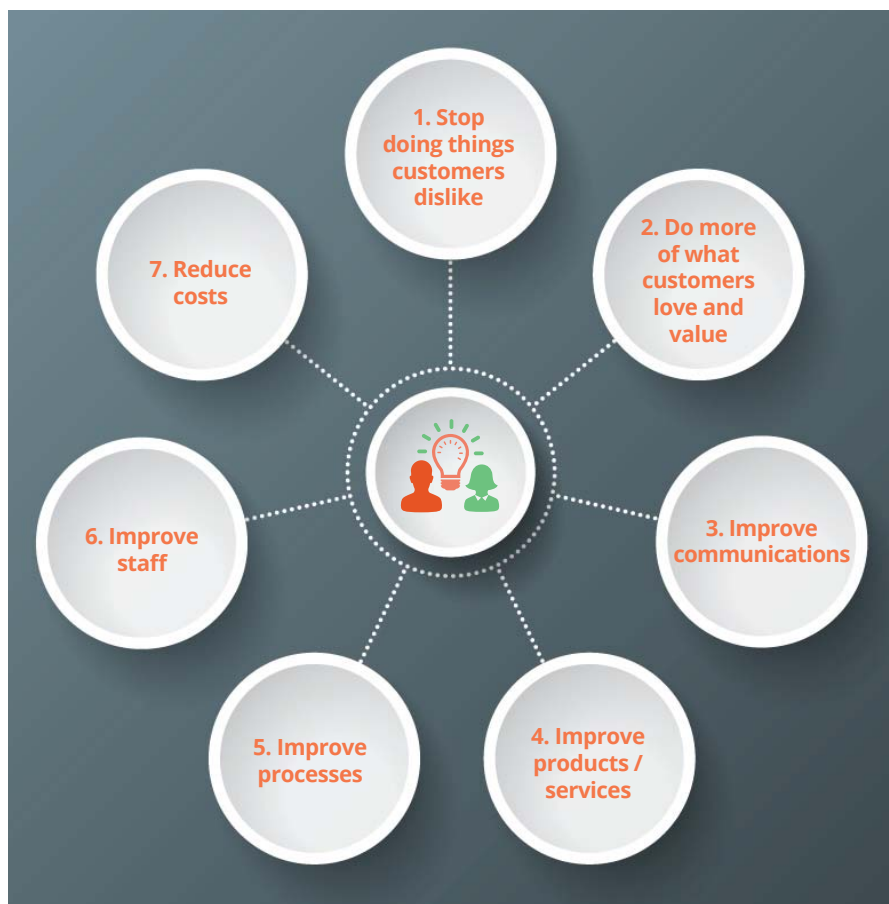 1. Stop
doing things
customers
dislike
2. Do more
of what
customers
love and
value
3. Improve
communications
4. Improve
products /
services
5. Improve
processes
6. Improve
staff
7. Reduce
costs